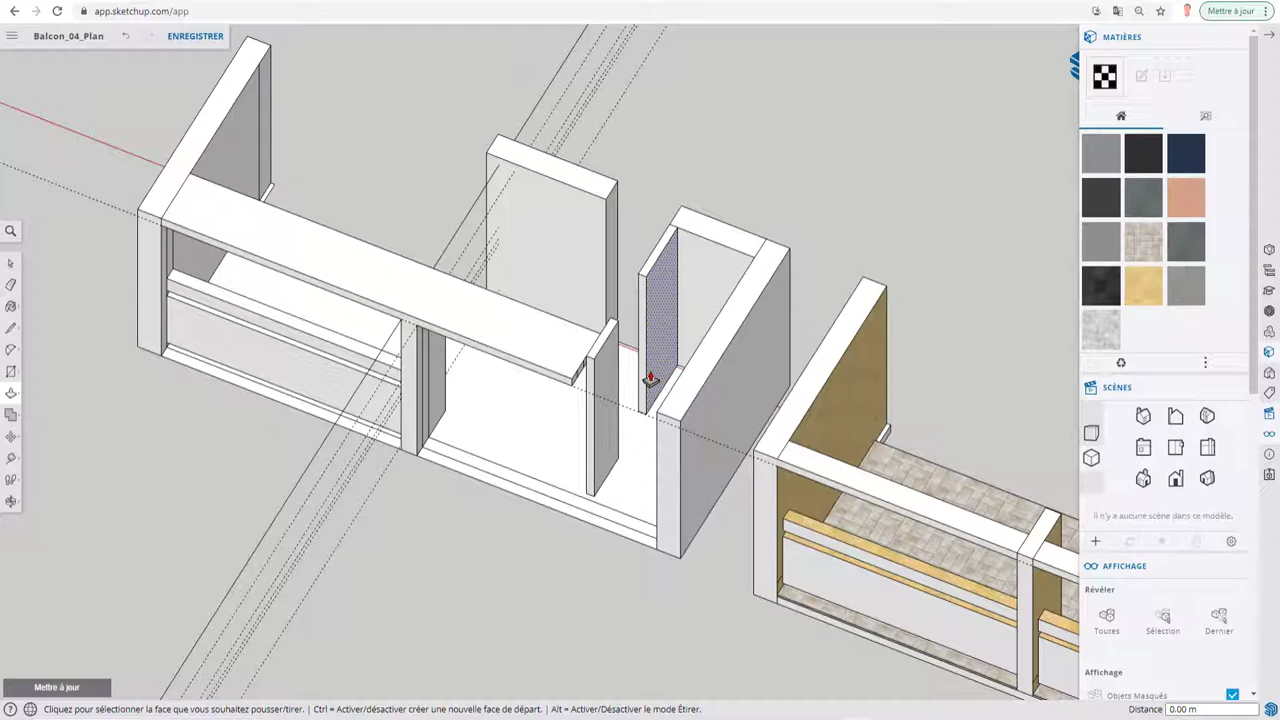 app.sketchup.com/app
Mettre à jour
Balcon_04_Plan
ENREGISTRER
MATIÈRES
SCÈNES
Il n'y a aucune scène dans ce modèle.
AFFICHAGE
Révéler
Toutes
Sélection
Dernier
Affichage
Objets Masqués
Mettre à jour
Cliquez pour sélectionner la face que vous souhaitez pousser/tirer. | Ctrl = Activer/désactiver créer une nouvelle face de départ. | Alt = Activer/Désactiver le mode Étirer.
Distance 0.00 m